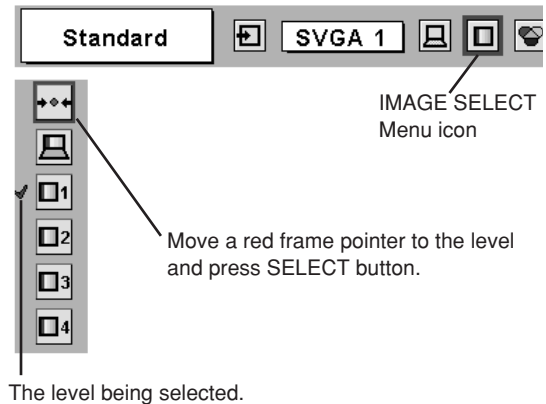 Standard
SVGA 1
IMAGE SELECT
Menu icon
1
2
3
4
Move a red frame pointer to the level
and press SELECT button.
The level being selected.